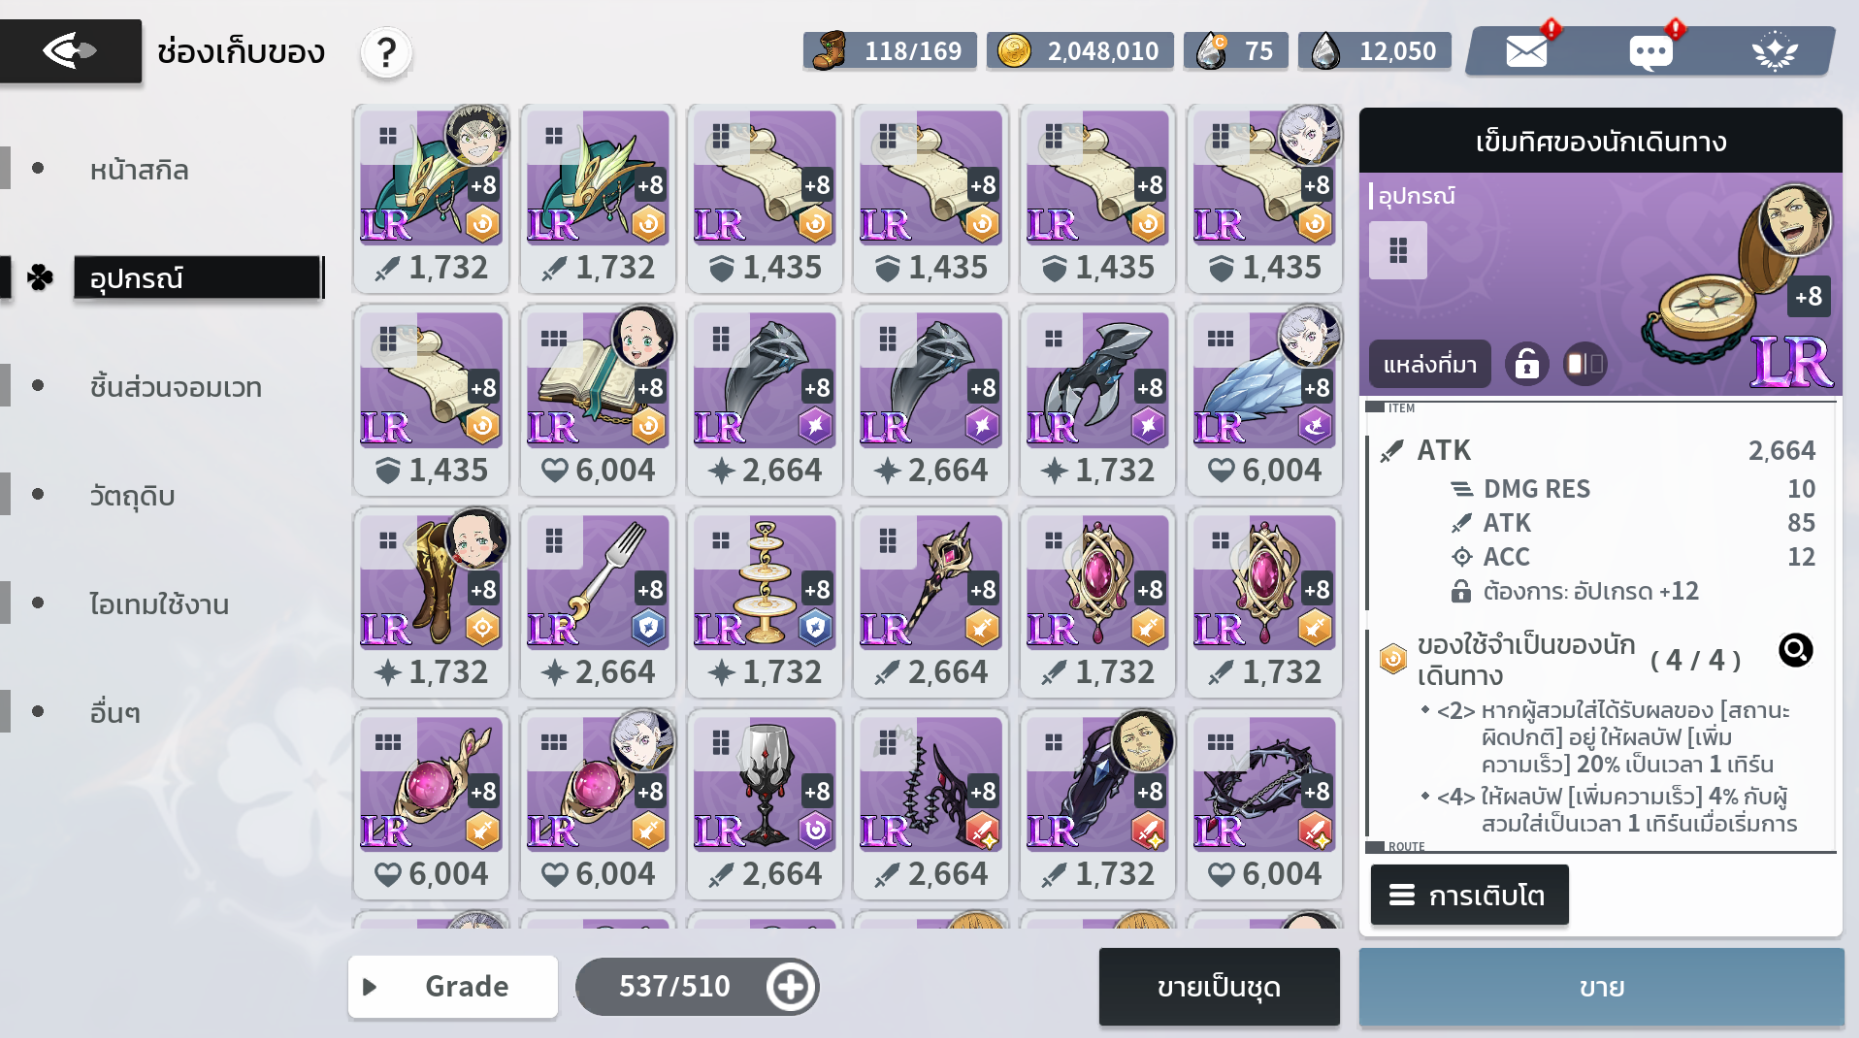 ช่องเก็บของ
?
118/169
2,048,010
C
75
12,050
หน้าสกิล
อุปกรณ์
ชิ้นส่วนจอมเวท
วัตถุดิบ
ไอเทมใช้งาน
อื่นๆ
+8 +8 +8 +8 +8 +8
LR LR LR LR LR LR
1,732 1,732 1,435 1,435 1,435 1,435
+8 +8 +8 +8 +8 +8
LR LR LR LR LR LR
1,435 6,004 2,664 2,664 1,732 6,004
+8 +8 +8 +8 +8 +8
LR LR LR LR LR LR
1,732 2,664 1,732 2,664 1,732 1,732
+8 +8 +8 +8 +8 +8
LR LR LR LR LR LR
6,004 6,004 2,664 2,664 1,732 6,004
Grade
537/510
ขายเป็นชุด
เข็มทิศของนักเดินทาง
อุปกรณ์
+8
แหล่งที่มา
LR
ITEM
ATK 2,664
DMG RES 10
ATK 85
ACC 12
ต้องการ: อัปเกรด +12
ของใช้จำเป็นของนัก
เดินทาง
( 4 / 4 )
<2> หากผู้สวมใส่ได้รับผลของ [สถานะ
ผิดปกติ] อยู่ ให้ผลบัฟ [เพิ่ม
ความเร็ว] 20% เป็นเวลา 1 เทิร์น
<4> ให้ผลบัฟ [เพิ่มความเร็ว] 4% กับผู้
สวมใส่เป็นเวลา 1 เทิร์นเมื่อเริ่มการ
ROUTE
การเติบโต
ขาย